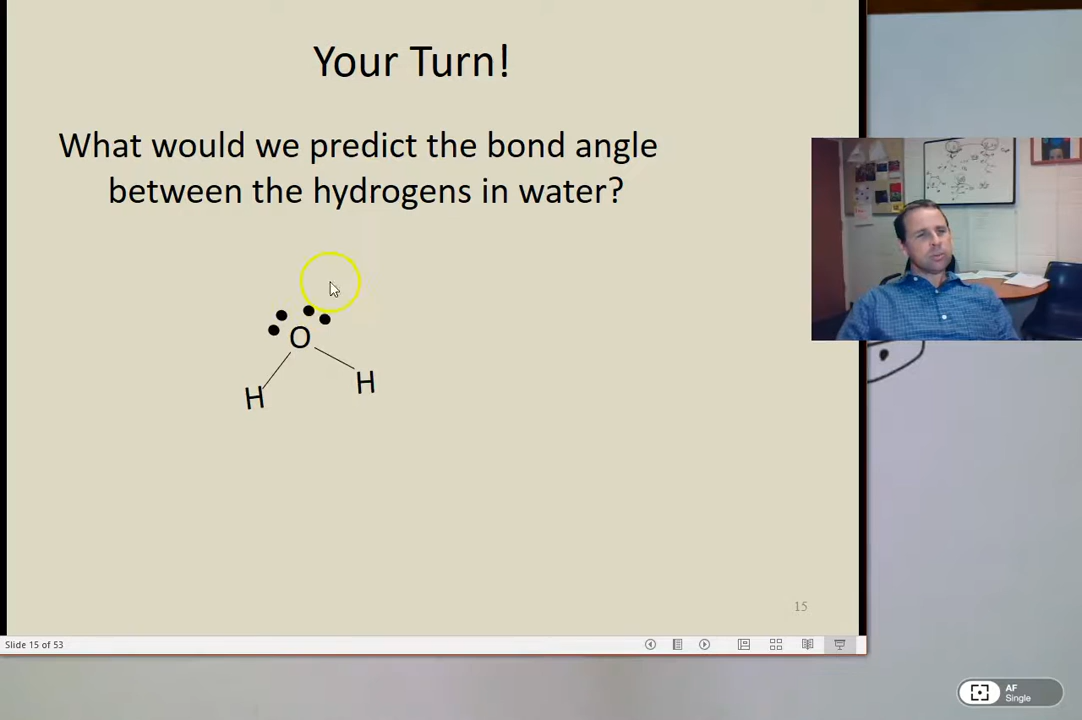 Your Turn!
What would we predict the bond angle
between the hydrogens in water?
O
H
H
15
Slide 15 of 53
AF
Single